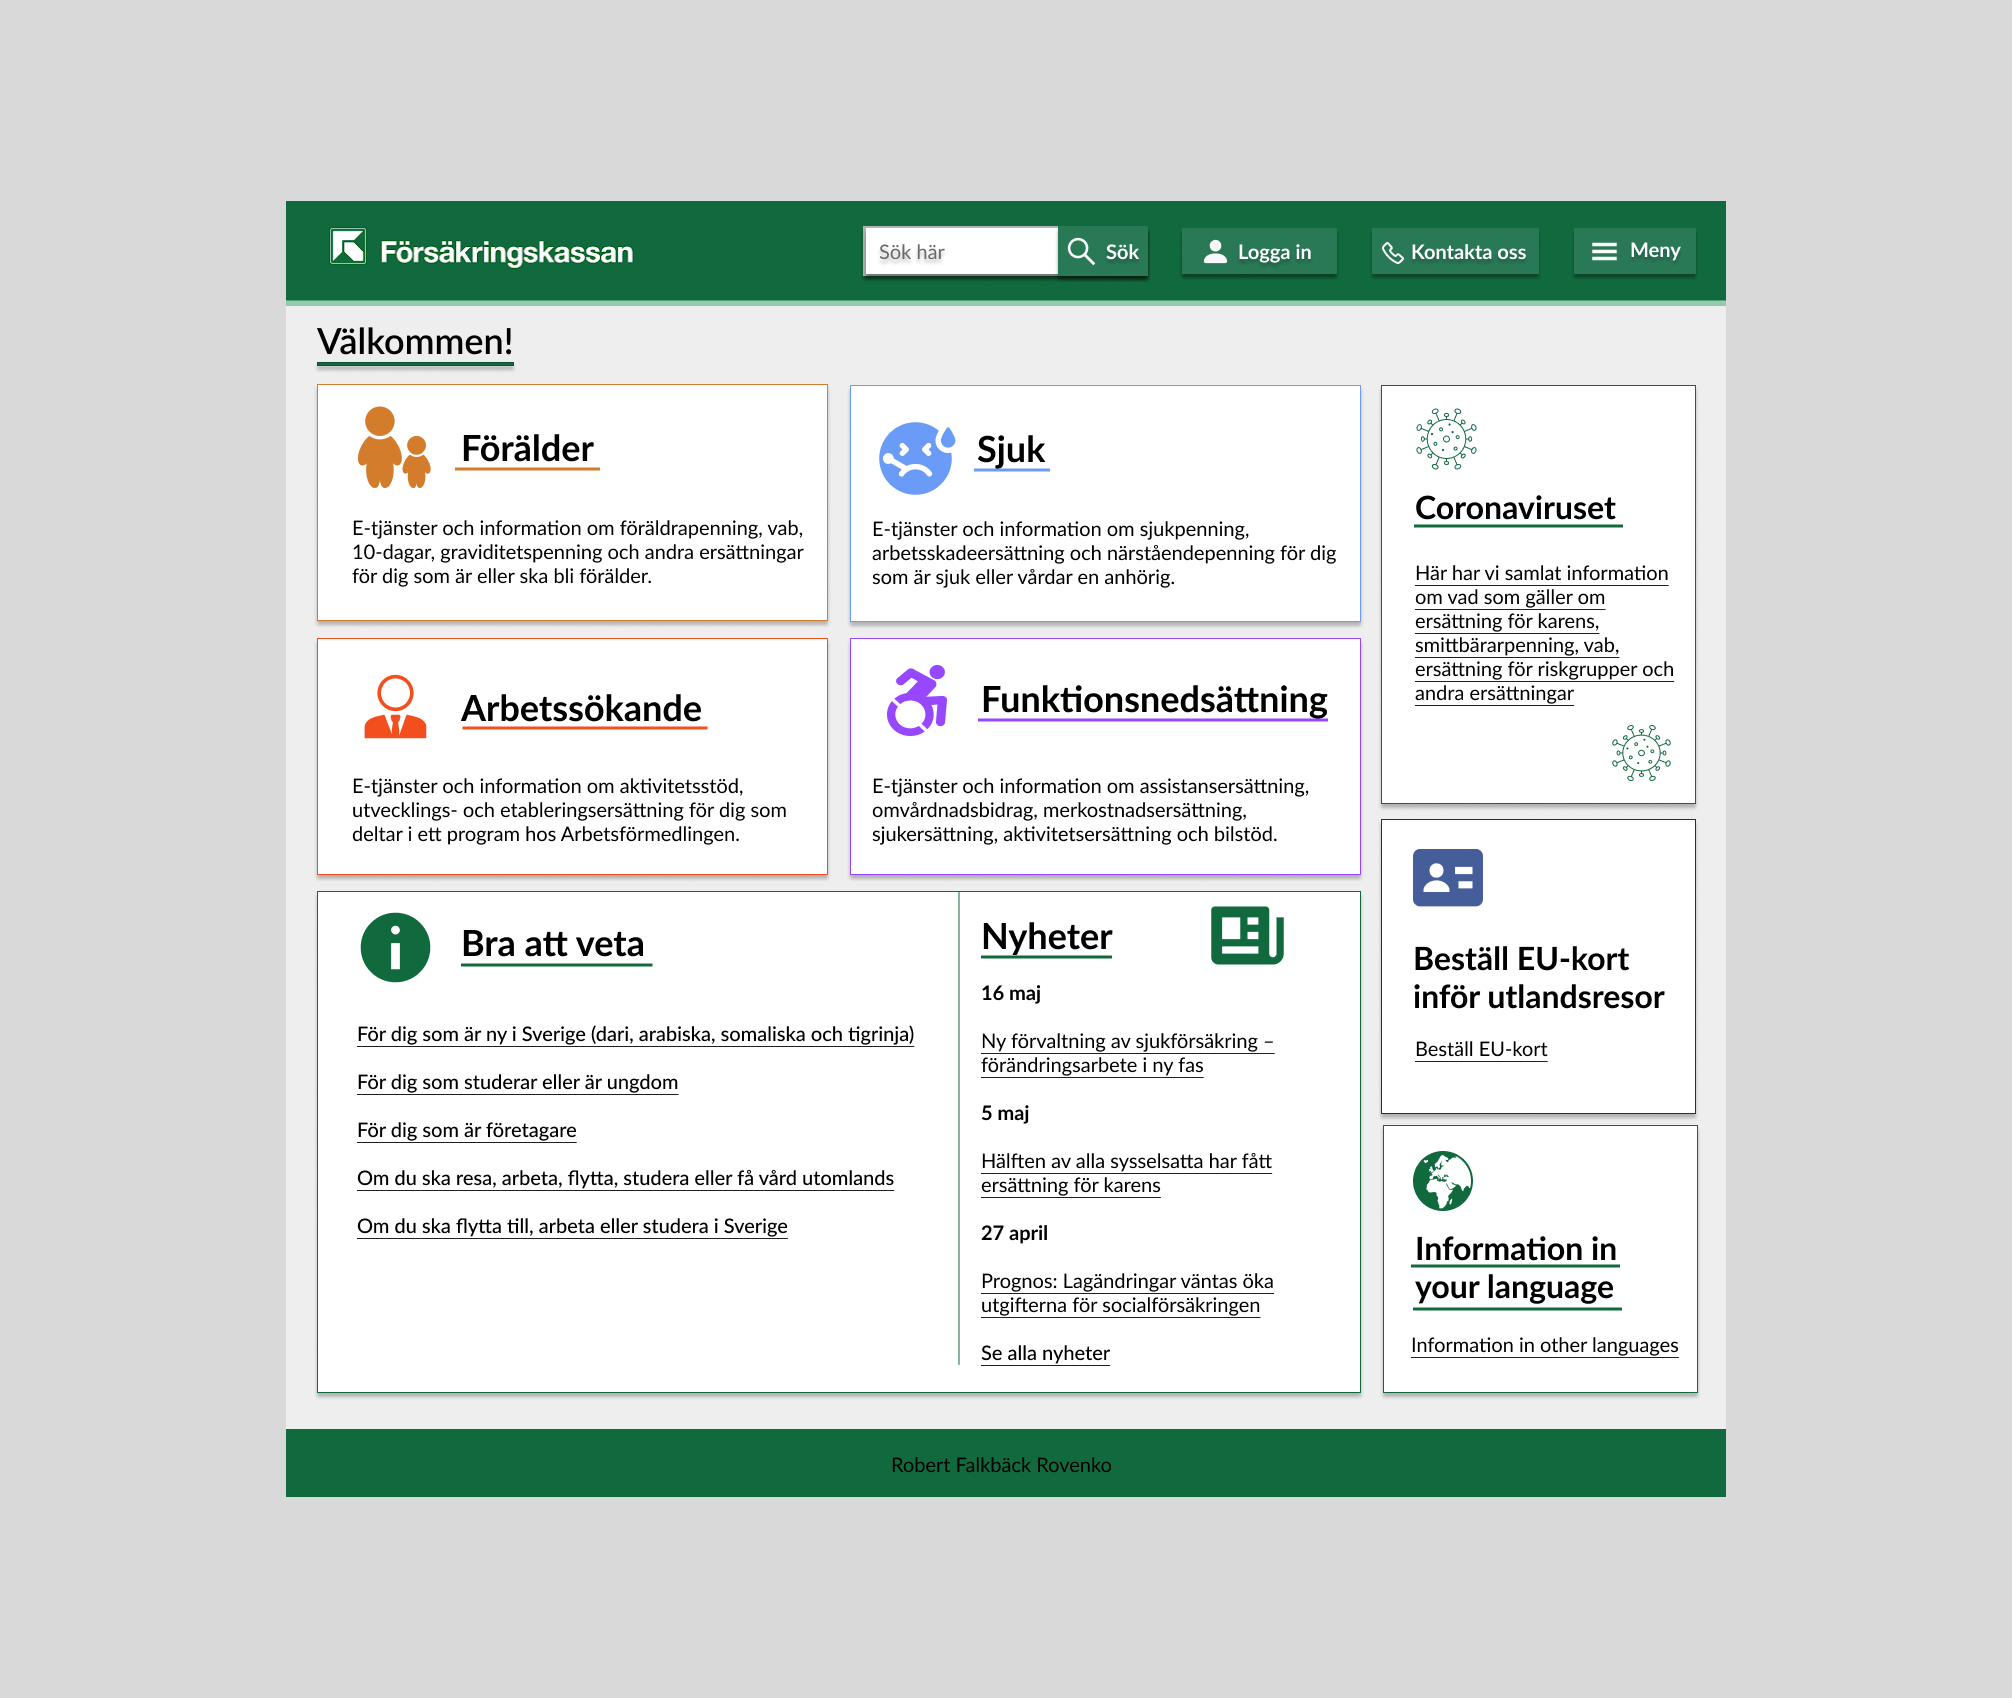 Försäkringskassan
Sök här
Sök
Logga in
Kontakta oss
Meny
Välkommen!
Förälder
E-tjänster och information om föräldrapenning, vab,
10-dagar, graviditetspenning och andra ersättningar
för dig som är eller ska bli förälder.
Sjuk
E-tjänster och information om sjukpenning,
arbetsskadeersättning och närståendepenning för dig
som är sjuk eller vårdar en anhörig.
Arbetssökande
E-tjänster och information om aktivitetsstöd,
utvecklings- och etableringsersättning för dig som
deltar i ett program hos Arbetsförmedlingen.
Funktionsnedsättning
E-tjänster och information om assistansersättning,
omvårdnadsbidrag, merkostnadsersättning,
sjukersättning, aktivitetsersättning och bilstöd.
Bra att veta
För dig som är ny i Sverige (dari, arabiska, somaliska och tigrinja)
För dig som studerar eller är ungdom
För dig som är företagare
Om du ska resa, arbeta, flytta, studera eller få vård utomlands
Om du ska flytta till, arbeta eller studera i Sverige
Nyheter
16 maj
Ny förvaltning av sjukförsäkring –
förändringsarbete i ny fas
5 maj
Hälften av alla sysselsatta har fått
ersättning för karens
27 april
Prognos: Lagändringar väntas öka
utgifterna för socialförsäkringen
Se alla nyheter
Coronaviruset
Här har vi samlat information
om vad som gäller om
ersättning för karens,
smittbärarpenning, vab,
ersättning för riskgrupper och
andra ersättningar
Beställ EU-kort
inför utlandsresor
Beställ EU-kort
Information in
your language
Information in other languages
Robert Falkbäck Rovenko